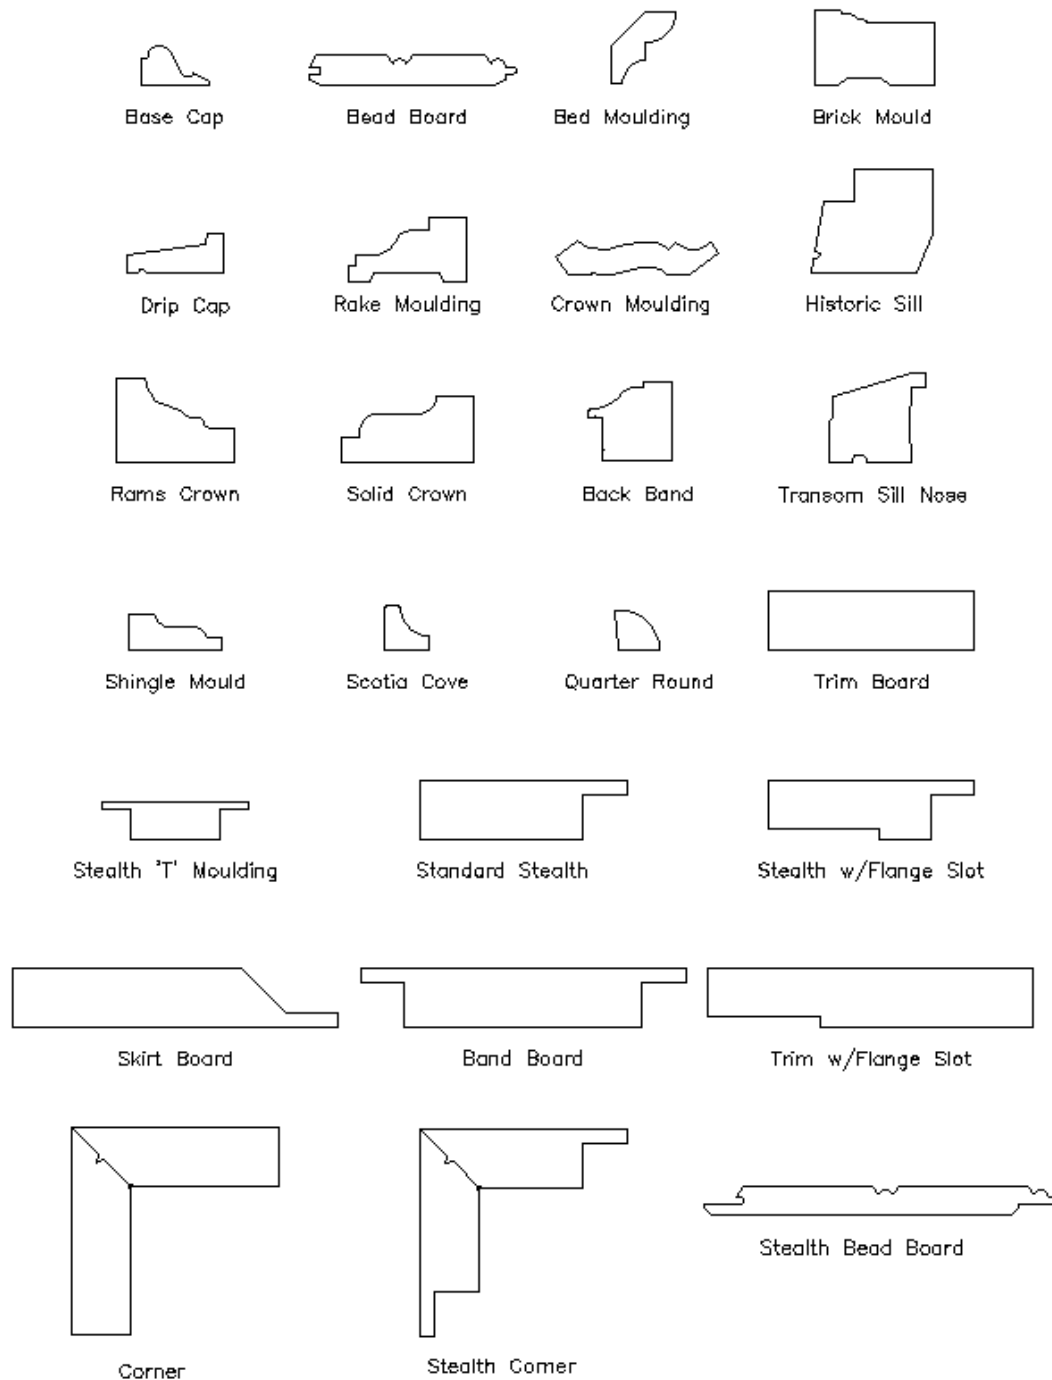 Base Cap
Bead Board
Bed Moulding
Brick Mould
Drip Cap
Rake Moulding
Crown Moulding
Historic Sill
Rams Crown
Solid Crown
Back Band
Transom Sill Nose
Shingle Mould
Scotia Cove
Quarter Round
Trim Board
Stealth 'T' Moulding
Standard Stealth
Stealth w/Flange Slot
Skirt Board
Band Board
Trim w/Flange Slot
Stealth Bead Board
Corner
Stealth Corner